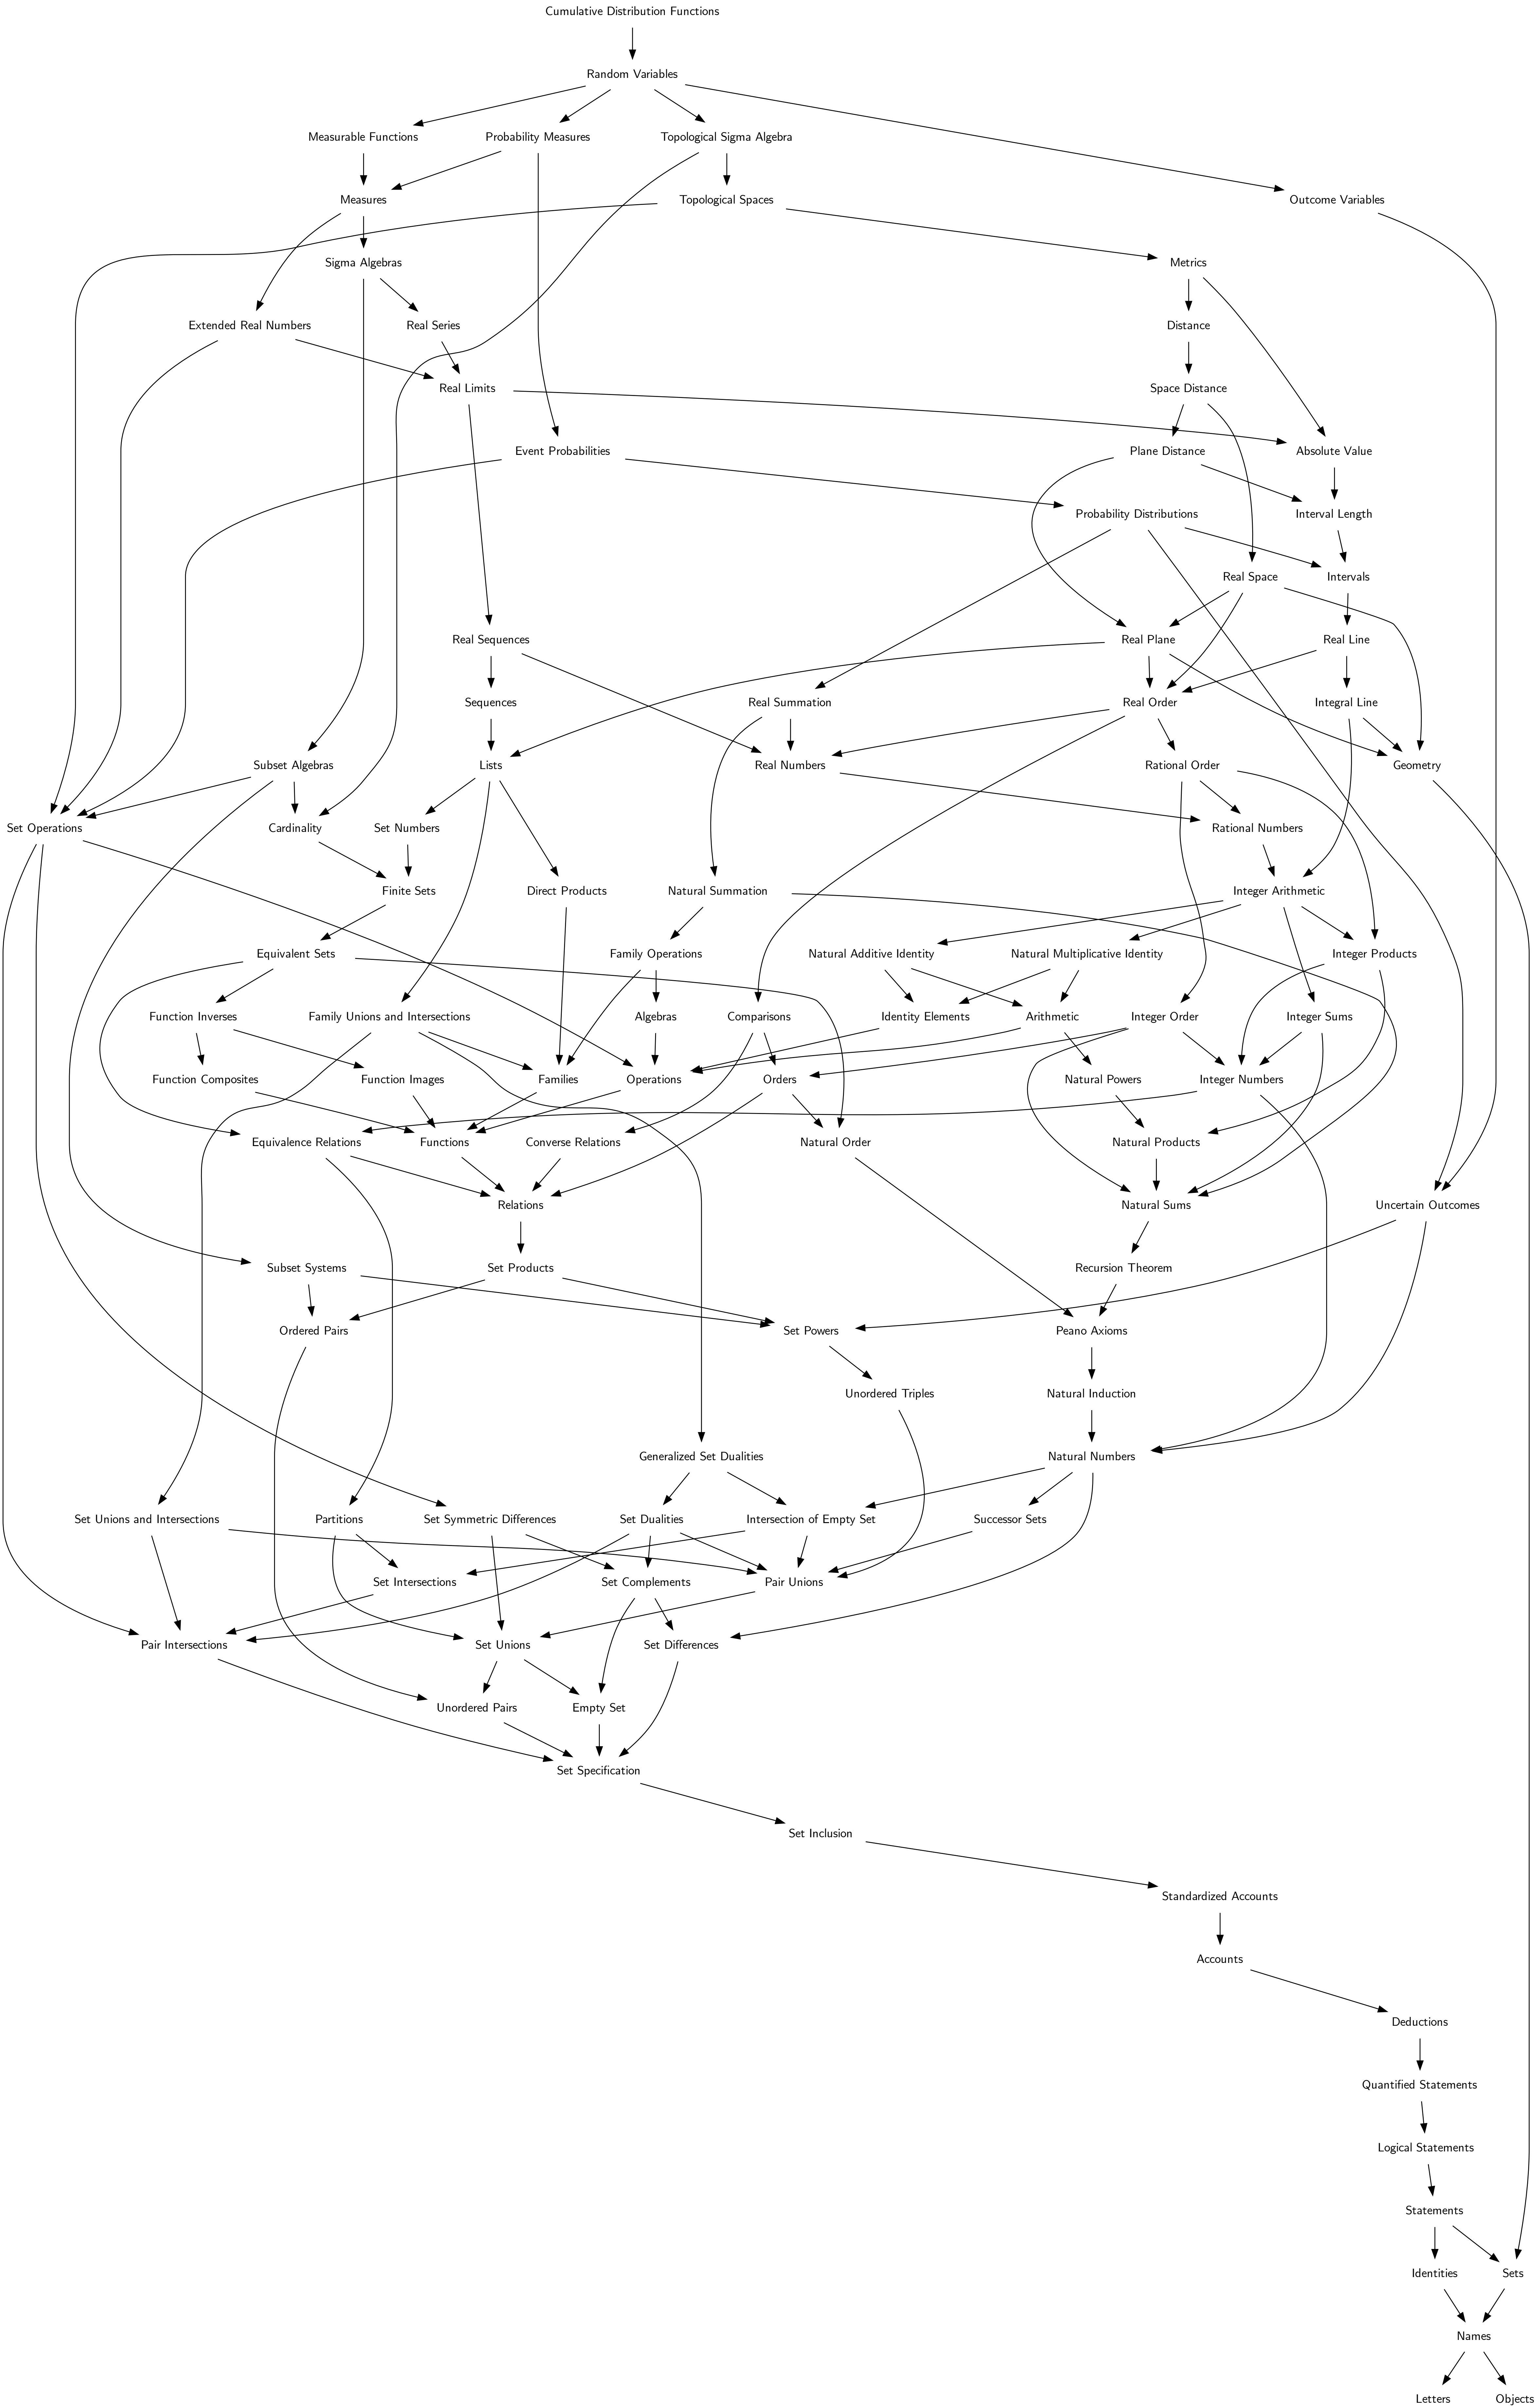 Cumulative Distribution Functions
Random Variables
Measurable Functions
Probability Measures
Topological Sigma Algebra
Measures
Topological Spaces
Outcome Variables
Sigma Algebras
Metrics
Extended Real Numbers
Real Series
Distance
Real Limits
Space Distance
Event Probabilities
Plane Distance
Absolute Value
Probability Distributions
Interval Length
Real Space
Intervals
Real Sequences
Real Plane
Real Line
Sequences
Real Summation
Real Order
Integral Line
Subset Algebras
Lists
Real Numbers
Rational Order
Geometry
Set Operations
Cardinality
Set Numbers
Rational Numbers
Finite Sets
Direct Products
Natural Summation
Integer Arithmetic
Equivalent Sets
Family Operations
Natural Additive Identity
Natural Multiplicative Identity
Integer Products
Function Inverses
Family Unions and Intersections
Algebras
Comparisons
Identity Elements
Arithmetic
Integer Order
Integer Sums
Function Composites
Function Images
Families
Operations
Orders
Natural Powers
Integer Numbers
Equivalence Relations
Functions
Converse Relations
Natural Order
Natural Products
Relations
Natural Sums
Uncertain Outcomes
Subset Systems
Set Products
Recursion Theorem
Ordered Pairs
Set Powers
Peano Axioms
Unordered Triples
Natural Induction
Generalized Set Dualities
Natural Numbers
Set Unions and Intersections
Partitions
Set Symmetric Differences
Set Dualities
Intersection of Empty Set
Successor Sets
Set Intersections
Set Complements
Pair Unions
Pair Intersections
Set Unions
Set Differences
Unordered Pairs
Empty Set
Set Specification
Set Inclusion
Standardized Accounts
Accounts
Deductions
Quantified Statements
Logical Statements
Statements
Identities
Sets
Names
Letters
Objects